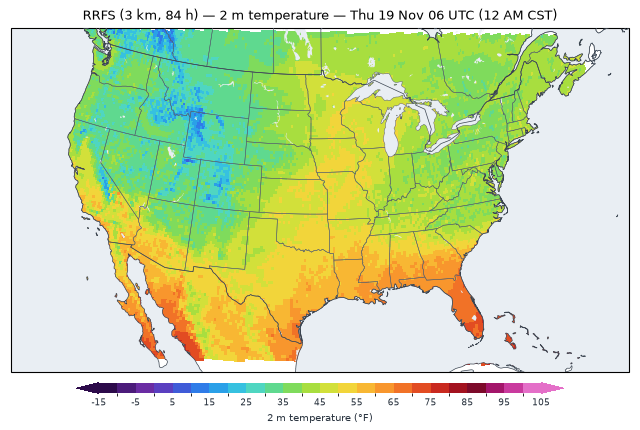 RRFS (3 km, 84 h) — 2 m temperature — Thu 19 Nov 06 UTC (12 AM CST)
-15 -5 5 15 25 35 45 55 65 75 85 95 105
2 m temperature (°F)